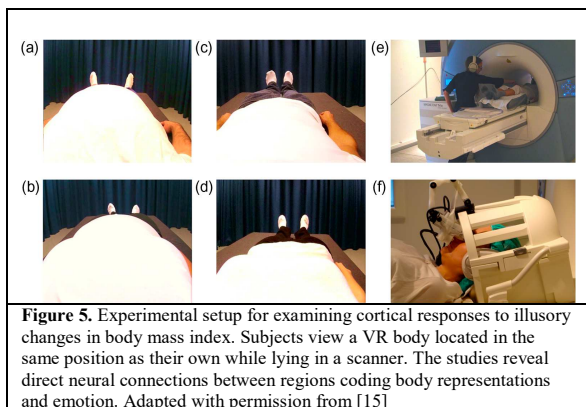 (a)
(c)
(e)
(b)
(d)
(f)
Figure 5. Experimental setup for examining cortical responses to illusory
changes in body mass index. Subjects view a VR body located in the
same position as their own while lying in a scanner. The studies reveal
direct neural connections between regions coding body representations
and emotion. Adapted with permission from [15]